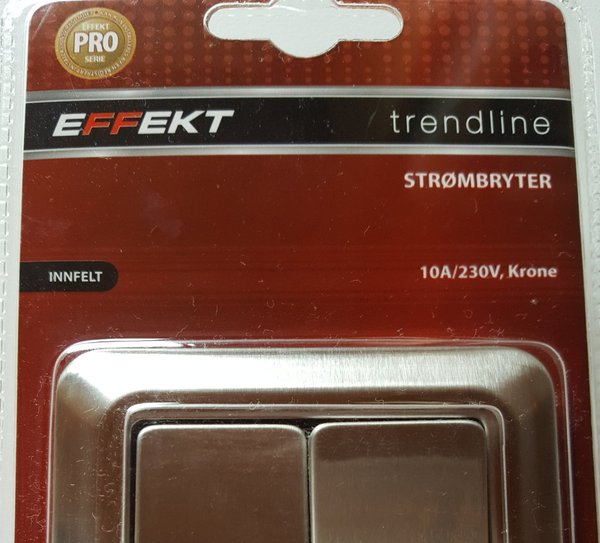 EFFEKT
PRO
SERIE
EFFEKT trendline
STRØMBRYTER
INNFELT 10A/230V, Krone